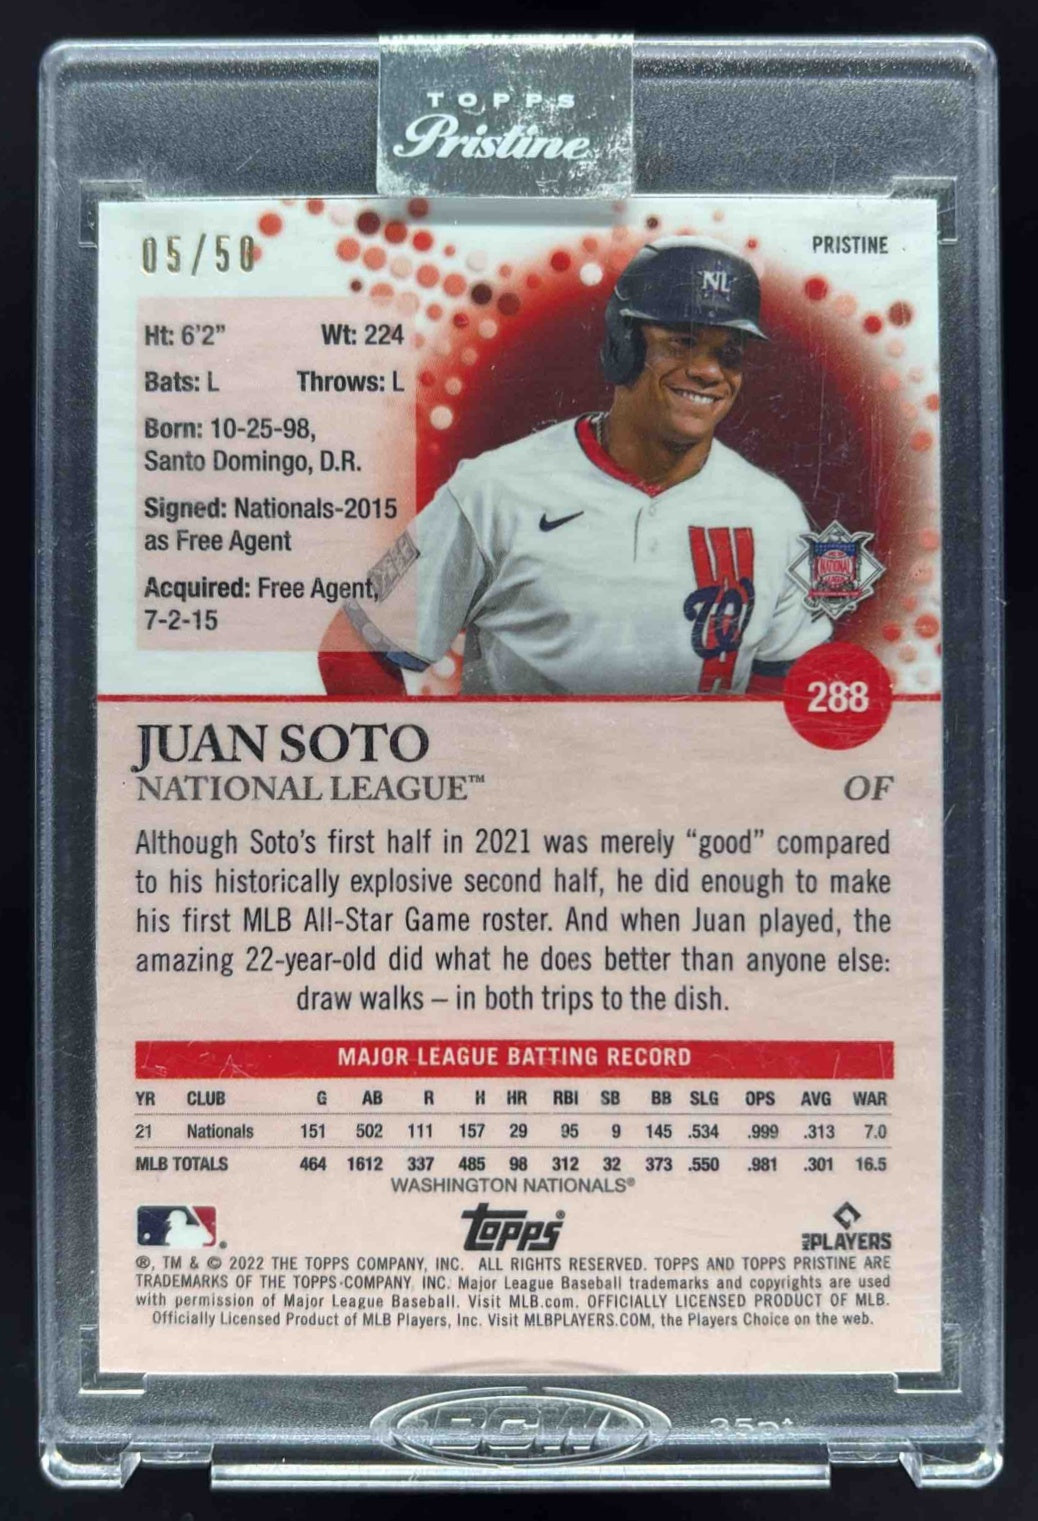 TOPPS
Pristine
05/50
PRISTINE
NL
Ht: 6'2" Wt: 224
Bats: L Throws: L
Born: 10-25-98,
Santo Domingo, D.R.
Signed: Nationals-2015
as Free Agent
Acquired: Free Agent,
7-2-15
W
NATIONAL
288
JUAN SOTO
NATIONAL LEAGUE™
OF
Although Soto's first half in 2021 was merely "good" compared
to his historically explosive second half, he did enough to make
his first MLB All-Star Game roster. And when Juan played, the
amazing 22-year-old did what he does better than anyone else:
draw walks – in both trips to the dish.
MAJOR LEAGUE BATTING RECORD
YR CLUB G AB R H HR RBI SB BB SLG OPS AVG WAR
21 Nationals 151 502 111 157 29 95 9 145 .534 .999 .313 7.0
MLB TOTALS 464 1612 337 485 98 312 32 373 .550 .981 .301 16.5
WASHINGTON NATIONALS®
topps®
PLAYERS
®, TM & © 2022 THE TOPPS COMPANY, INC. ALL RIGHTS RESERVED. TOPPS AND TOPPS PRISTINE ARE
TRADEMARKS OF THE TOPPS COMPANY, INC. Major League Baseball trademarks and copyrights are used
with permission of Major League Baseball. Visit MLB.com. OFFICIALLY LICENSED PRODUCT OF MLB.
Officially Licensed Product of MLB Players, Inc. Visit MLBPLAYERS.COM, the Players Choice on the web.
BCW
35pt